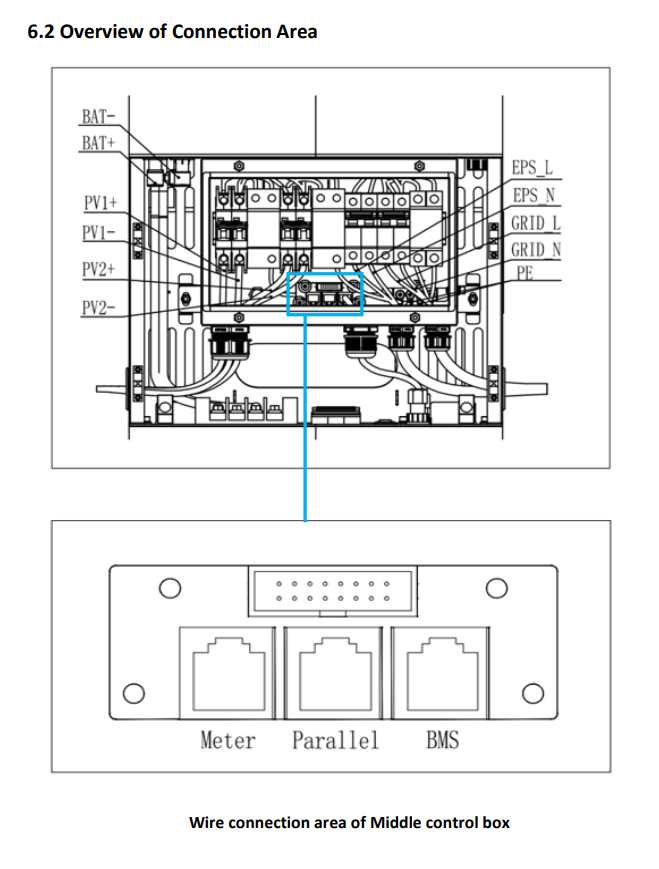 6.2 Overview of Connection Area
BAT-
BAT+
PV1+
PV1-
PV2+
PV2-
EPS_L
EPS_N
GRID_L
GRID_N
PE
Meter Parallel BMS
Wire connection area of Middle control box